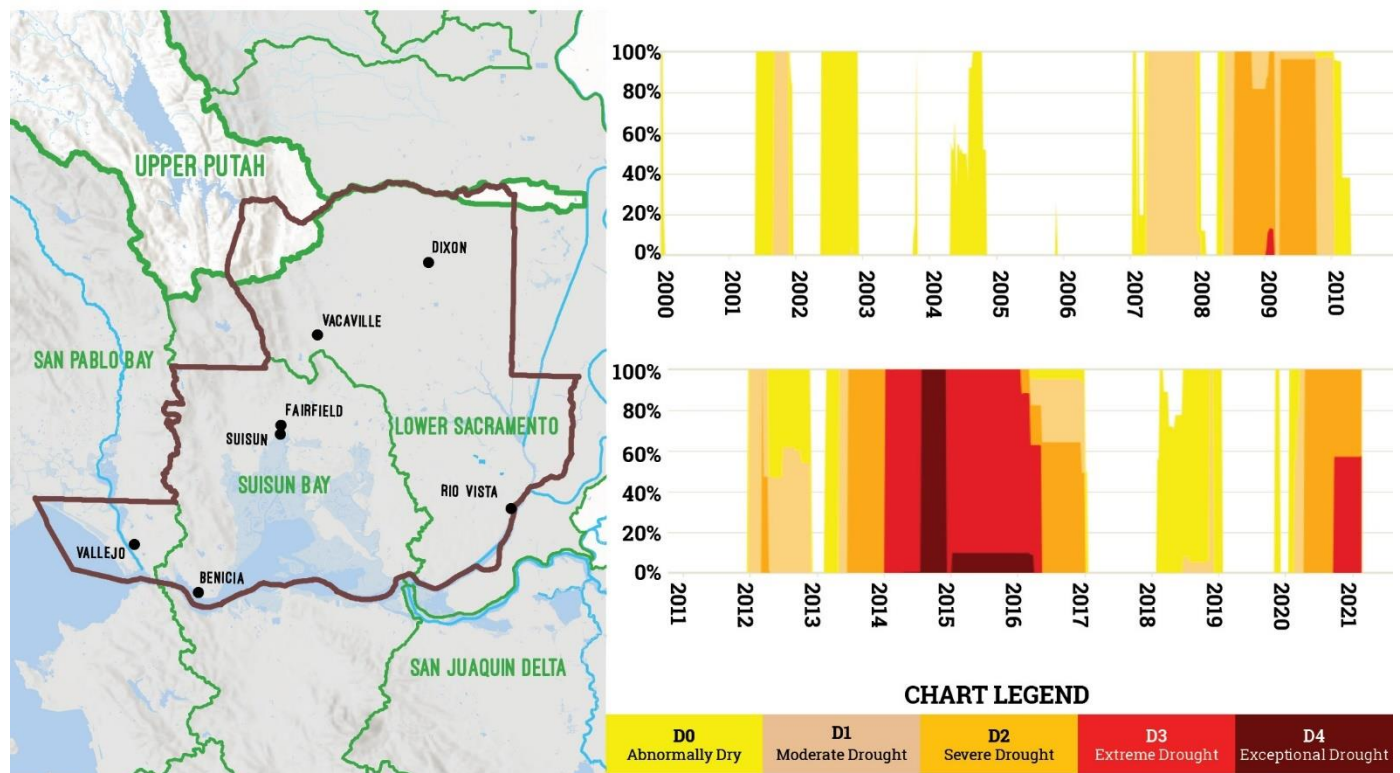 UPPER PUTAH
DIXON
VACAVILLE
SAN PABLO BAY
FAIRFIELD
SUISUN
LOWER SACRAMENTO
SUISUN BAY
RIO VISTA
VALLEJO
BENICIA
SAN JUAQUIN DELTA
100%
80%
60%
40%
20%
0%
2000
2001
2002
2003
2004
2005
2006
2007
2008
2009
2010
100%
80%
60%
40%
20%
0%
2011
2012
2013
2014
2015
2016
2017
2018
2019
2020
2021
CHART LEGEND
D0
Abnormally Dry
D1
Moderate Drought
D2
Severe Drought
D3
Extreme Drought
D4
Exceptional Drought